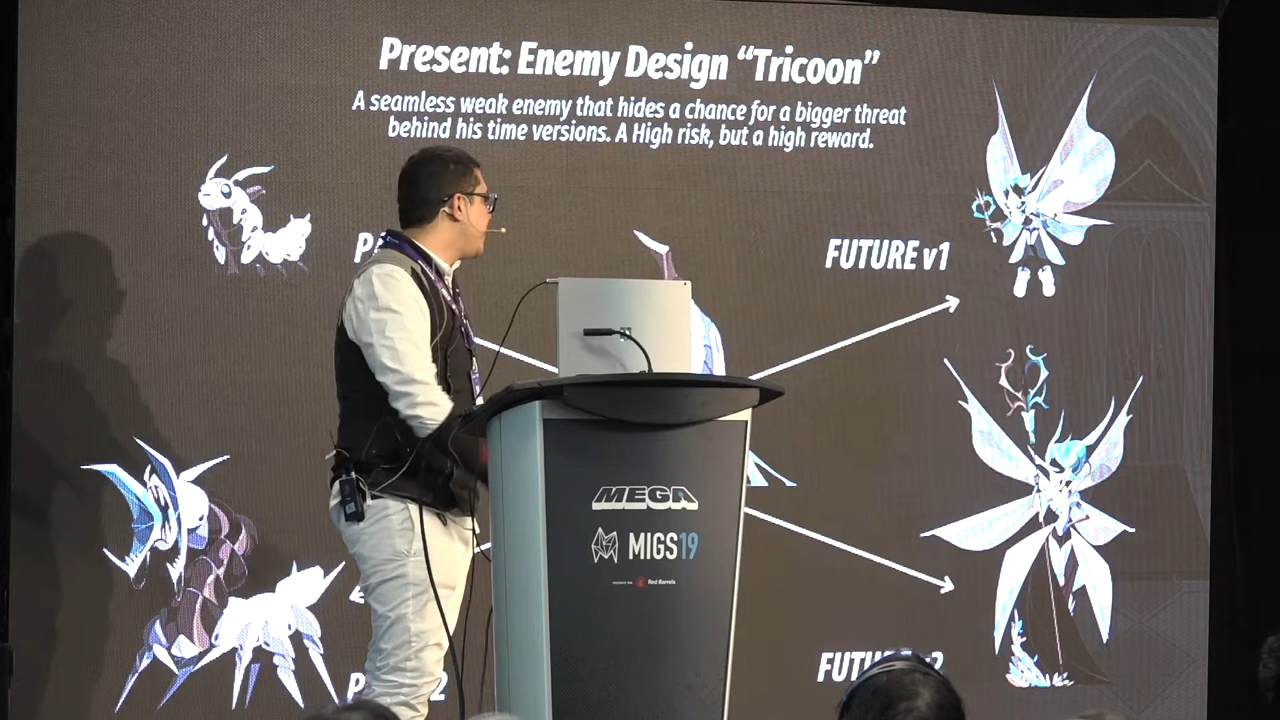 Present: Enemy Design “Tricoon”
A seamless weak enemy that hides a chance for a bigger threat
behind his time versions. A High risk, but a high reward.
FUTURE v1
MEGA
MIGS19
Red Barrels